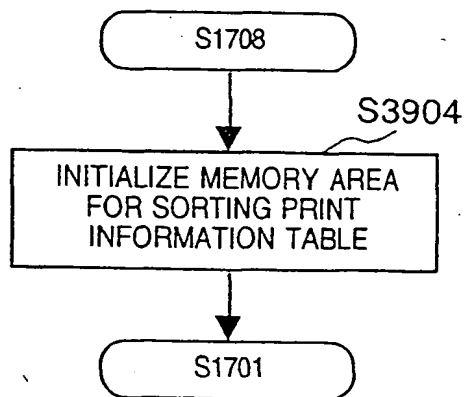 S1708
S3904
INITIALIZE MEMORY AREA
FOR SORTING PRINT
INFORMATION TABLE
S1701